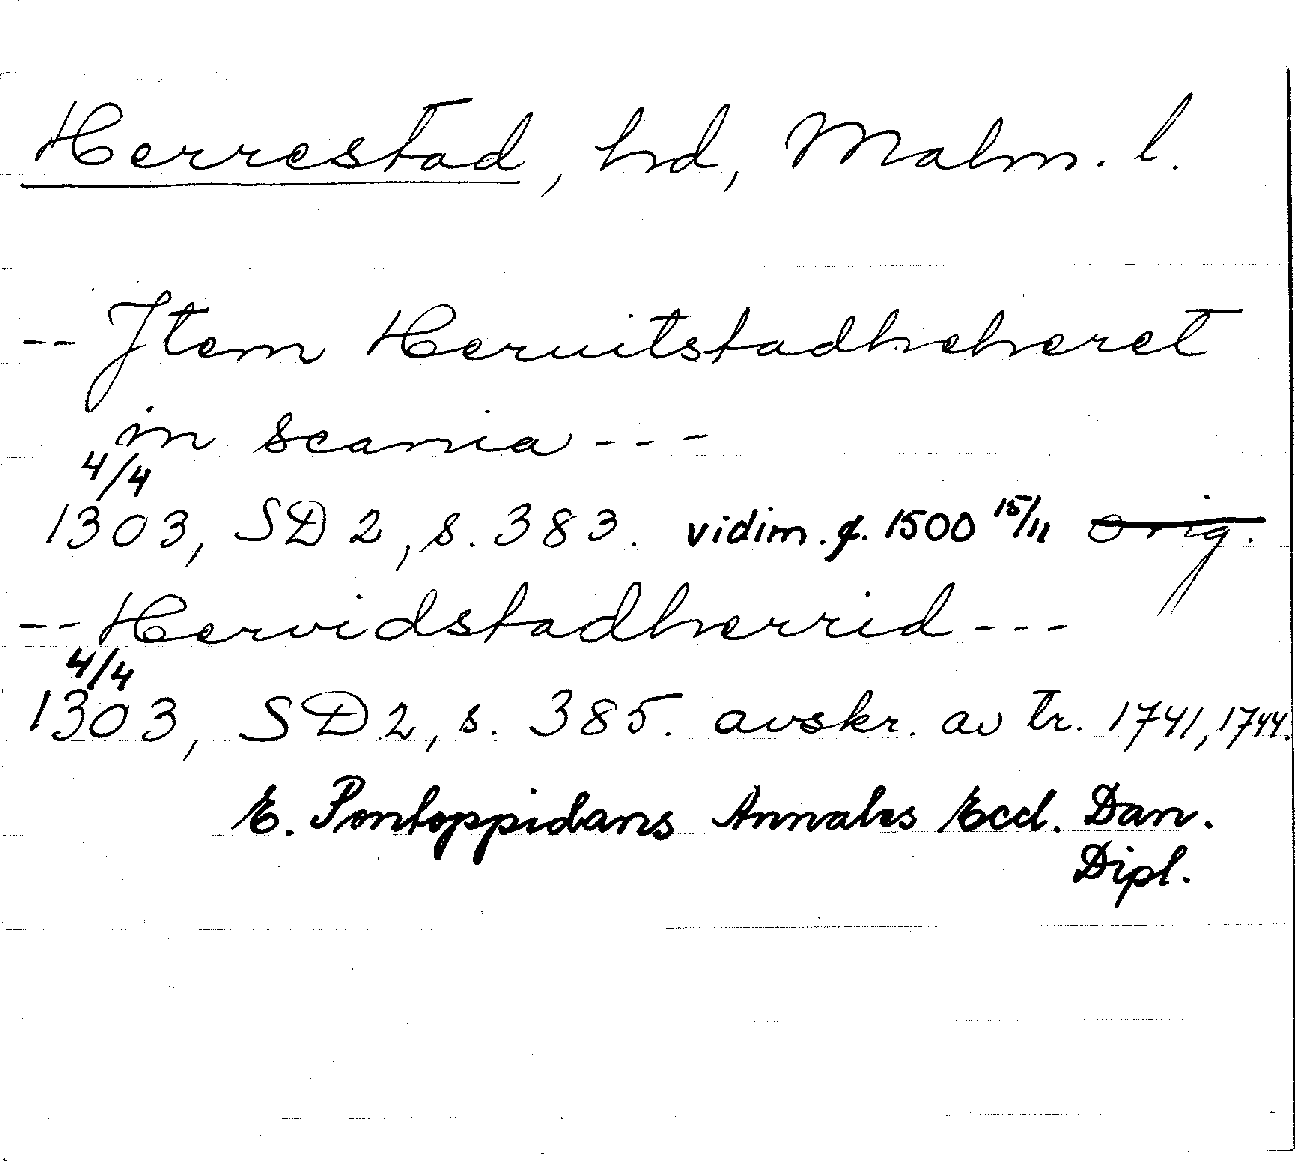 Herrestad, hd, Malm. l.
-- Jtem Heruitstadheheret
in scania ---
4/4
1303, SD 2, s. 383. vidim. f. 1500 15/11 orig.
-- Hervidstadherrid ---
4/4
1303, SD 2, s. 385. avskr. av tr. 1741, 1744.
E. Pontoppidans Annales Eccl. Dan.
Dipl.